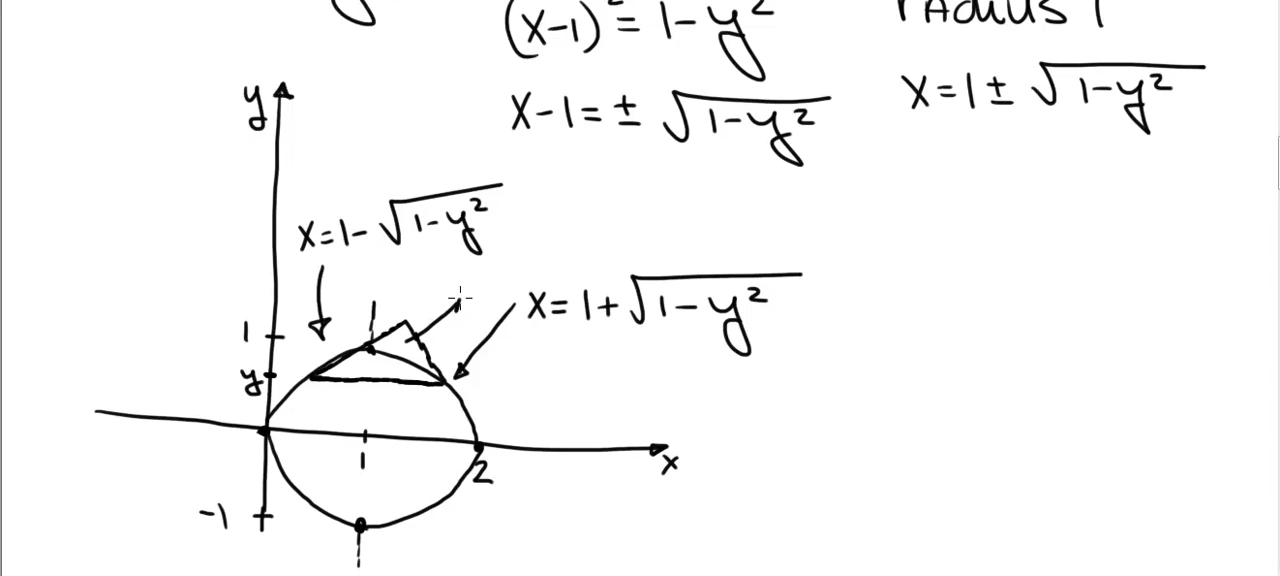 (x-1)² = 1-y²
radius 1
x-1 = ± √1-y²
x = 1 ± √1-y²
y
x = 1 - √1-y²
x = 1 + √1-y²
1
1
y
1
2
x
-1